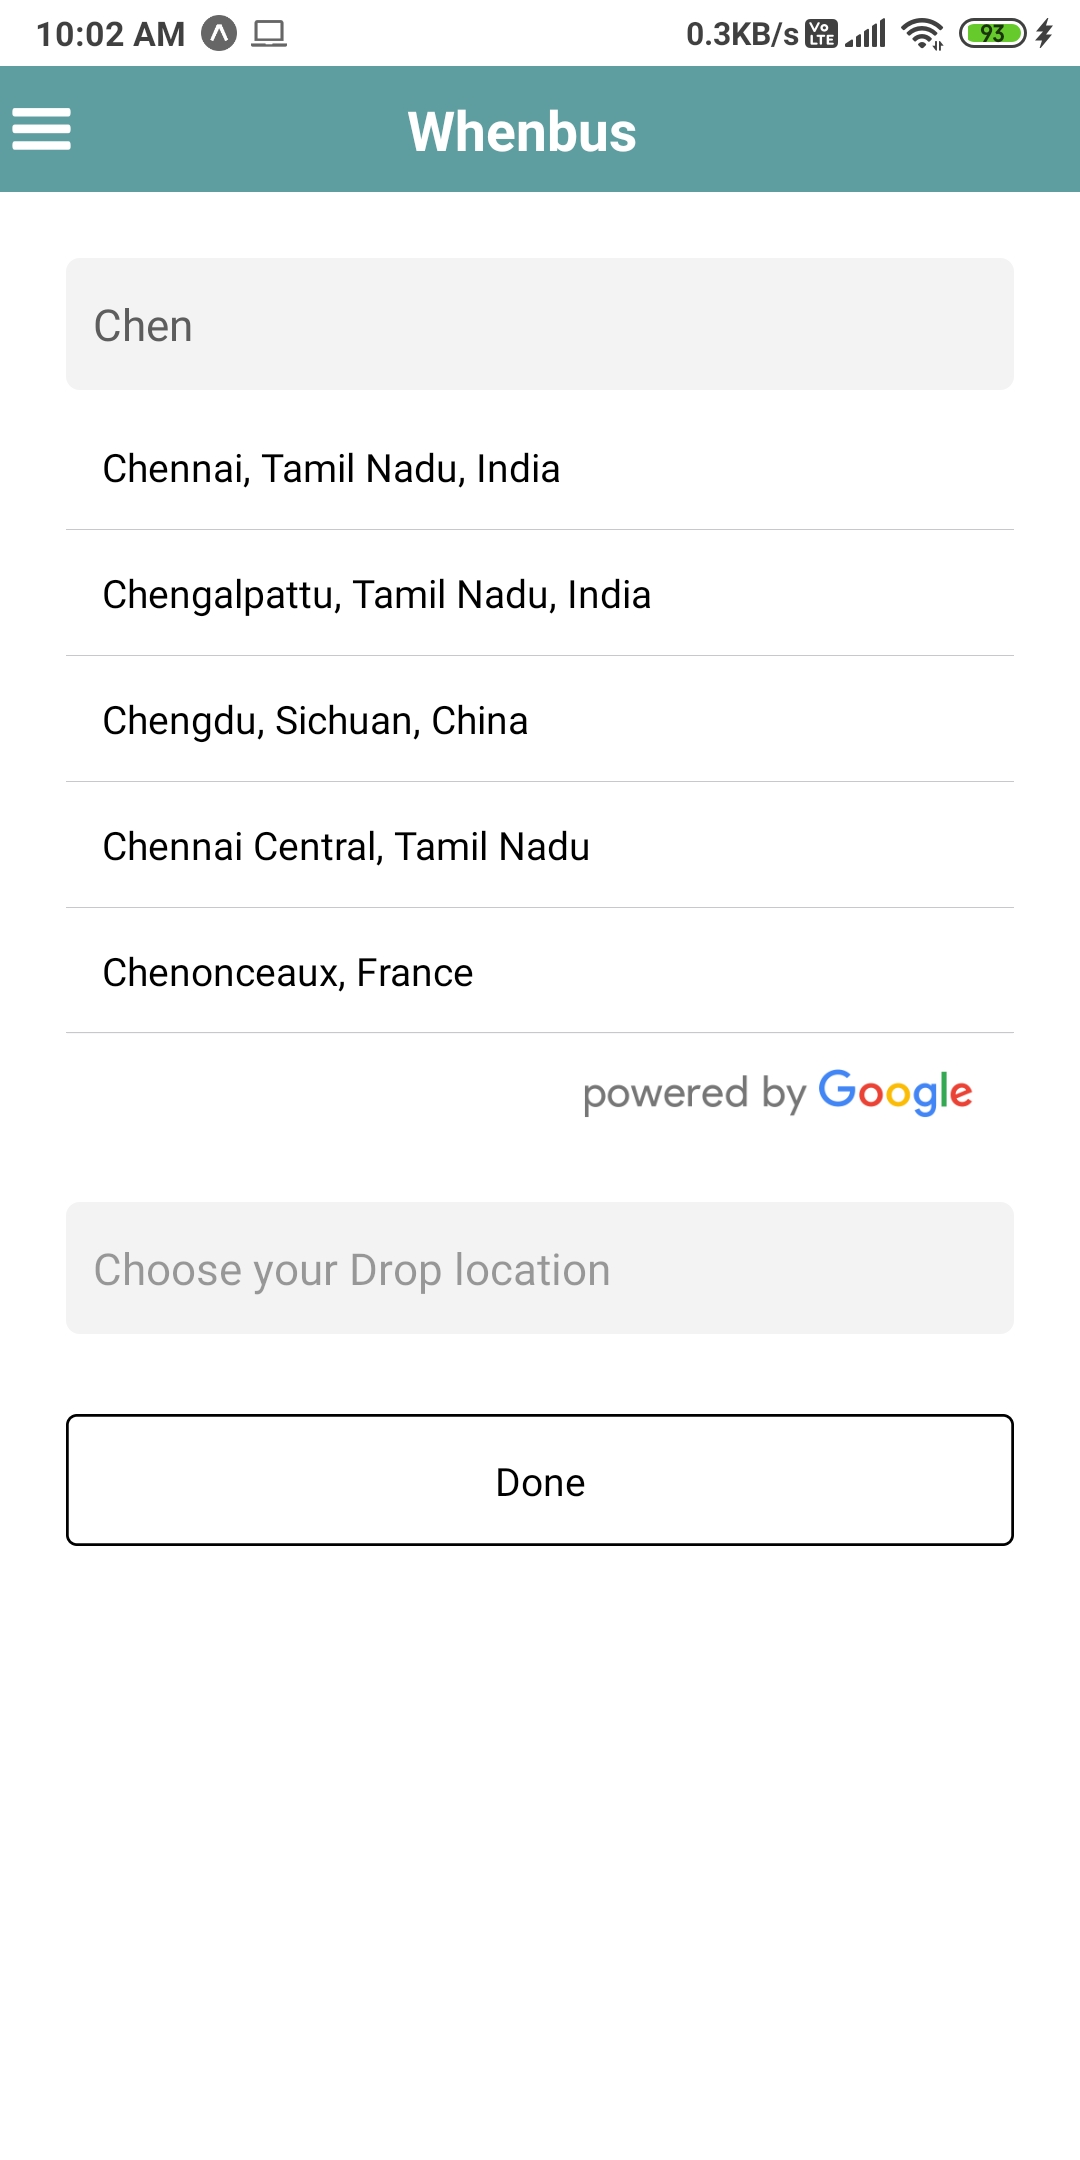 10:02 AM 0.3KB/s Vo LTE 93
Whenbus
Chen
Chennai, Tamil Nadu, India
Chengalpattu, Tamil Nadu, India
Chengdu, Sichuan, China
Chennai Central, Tamil Nadu
Chenonceaux, France
powered by Google
Choose your Drop location
Done